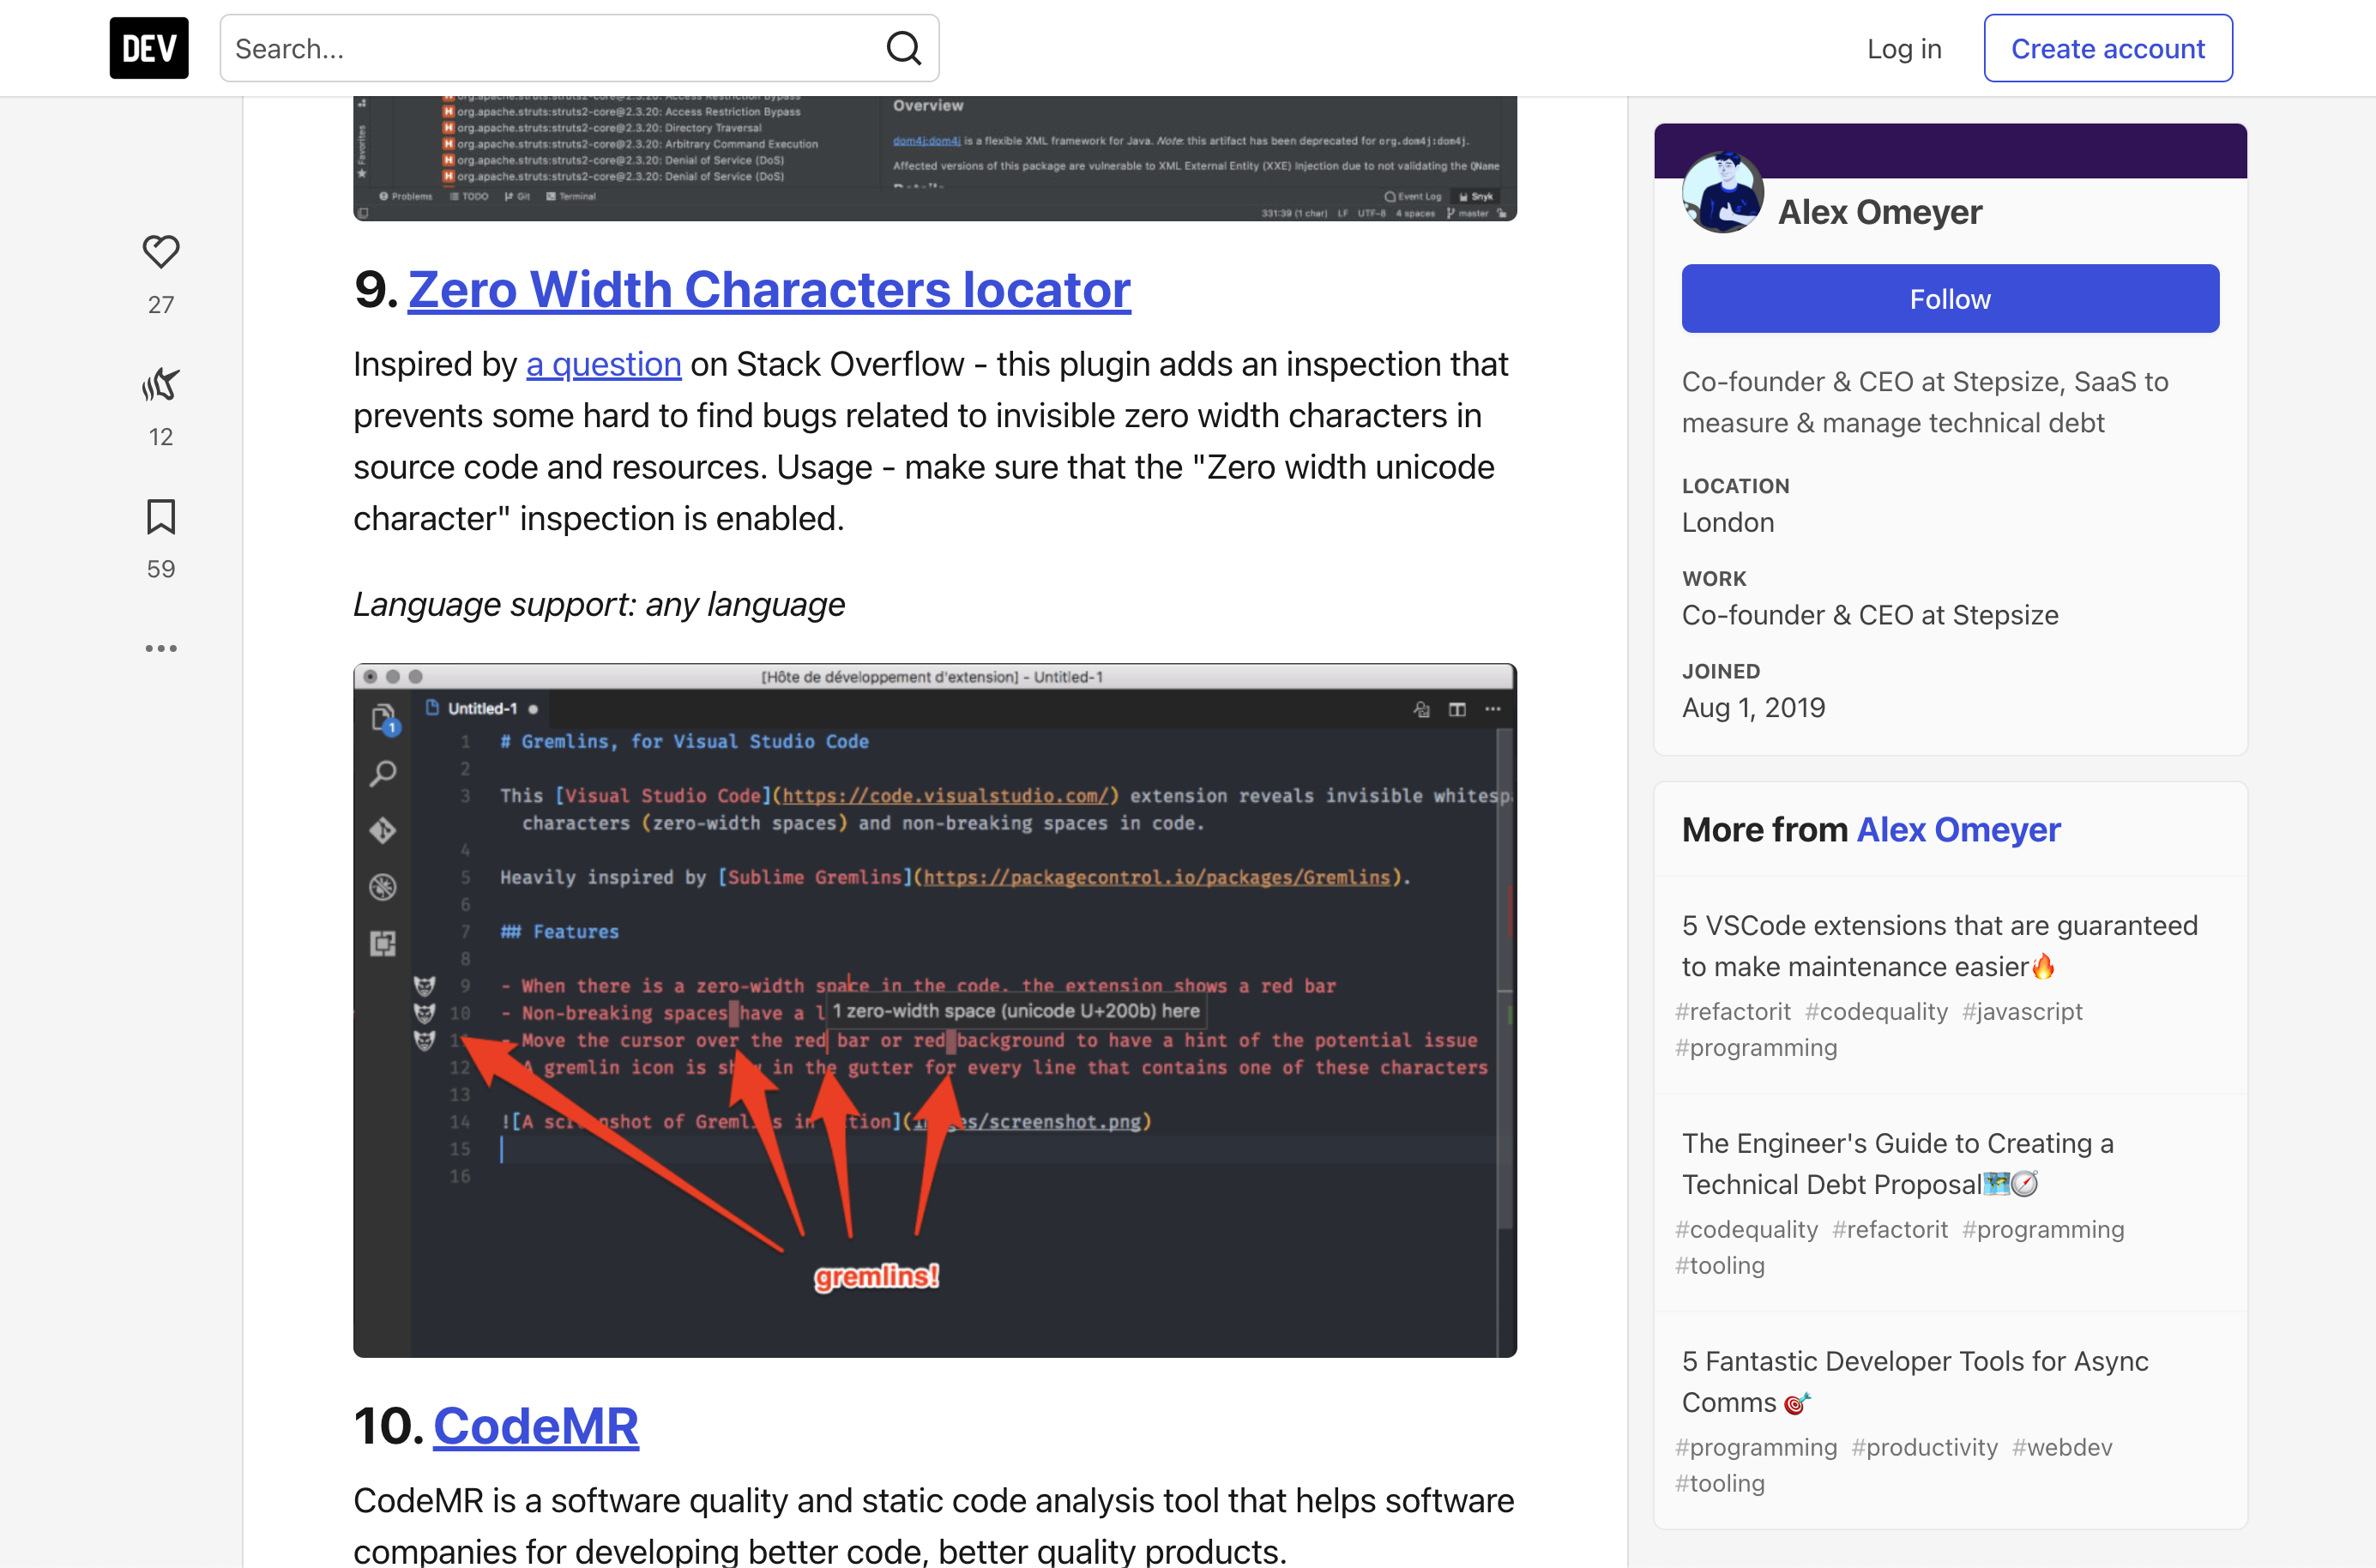 DEV
Search...
Log in
Create account
org.apache.struts:struts2-core@2.3.20: Access Restriction Bypass
org.apache.struts:struts2-core@2.3.20: Access Restriction Bypass
org.apache.struts:struts2-core@2.3.20: Directory Traversal
org.apache.struts:struts2-core@2.3.20: Arbitrary Command Execution
org.apache.struts:struts2-core@2.3.20: Denial of Service (DoS)
org.apache.struts:struts2-core@2.3.20: Denial of Service (DoS)
Favorites
Overview
dom4j:dom4j is a flexible XML framework for Java. Note: this artifact has been deprecated for org.dom4j:dom4j.
Affected versions of this package are vulnerable to XML External Entity (XXE) Injection due to not validating the QName
Problems TODO Git Terminal
Event Log Snyk
331:39 (1 char) LF UTF-8 4 spaces master
27
12
59
9. Zero Width Characters locator
Inspired by a question on Stack Overflow - this plugin adds an inspection that
prevents some hard to find bugs related to invisible zero width characters in
source code and resources. Usage - make sure that the "Zero width unicode
character" inspection is enabled.
Language support: any language
[Hôte de développement d'extension] - Untitled-1
1
Untitled-1
1 # Gremlins, for Visual Studio Code
2
3 This [Visual Studio Code](https://code.visualstudio.com/) extension reveals invisible whitesp
characters (zero-width spaces) and non-breaking spaces in code.
4
5 Heavily inspired by [Sublime Gremlins](https://packagecontrol.io/packages/Gremlins).
6
7 ## Features
8
9 - When there is a zero-width space in the code, the extension shows a red bar
10 - Non-breaking spaces have a l
1 zero-width space (unicode U+200b) here
- Move the cursor over the red bar or red background to have a hint of the potential issue
12 A gremlin icon is in the gutter for every line that contains one of these characters
13
14 ![A screenshot of Gremlins in /screenshot.png)
15
16
gremlins!
10. CodeMR
CodeMR is a software quality and static code analysis tool that helps software
companies for developing better code, better quality products.
Alex Omeyer
Follow
Co-founder & CEO at Stepsize, SaaS to
measure & manage technical debt
LOCATION
London
WORK
Co-founder & CEO at Stepsize
JOINED
Aug 1, 2019
More from Alex Omeyer
5 VSCode extensions that are guaranteed
to make maintenance easier🔥
#refactorit #codequality #javascript
#programming
The Engineer's Guide to Creating a
Technical Debt Proposal🗺️🧭
#codequality #refactorit #programming
#tooling
5 Fantastic Developer Tools for Async
Comms 🎯
#programming #productivity #webdev
#tooling